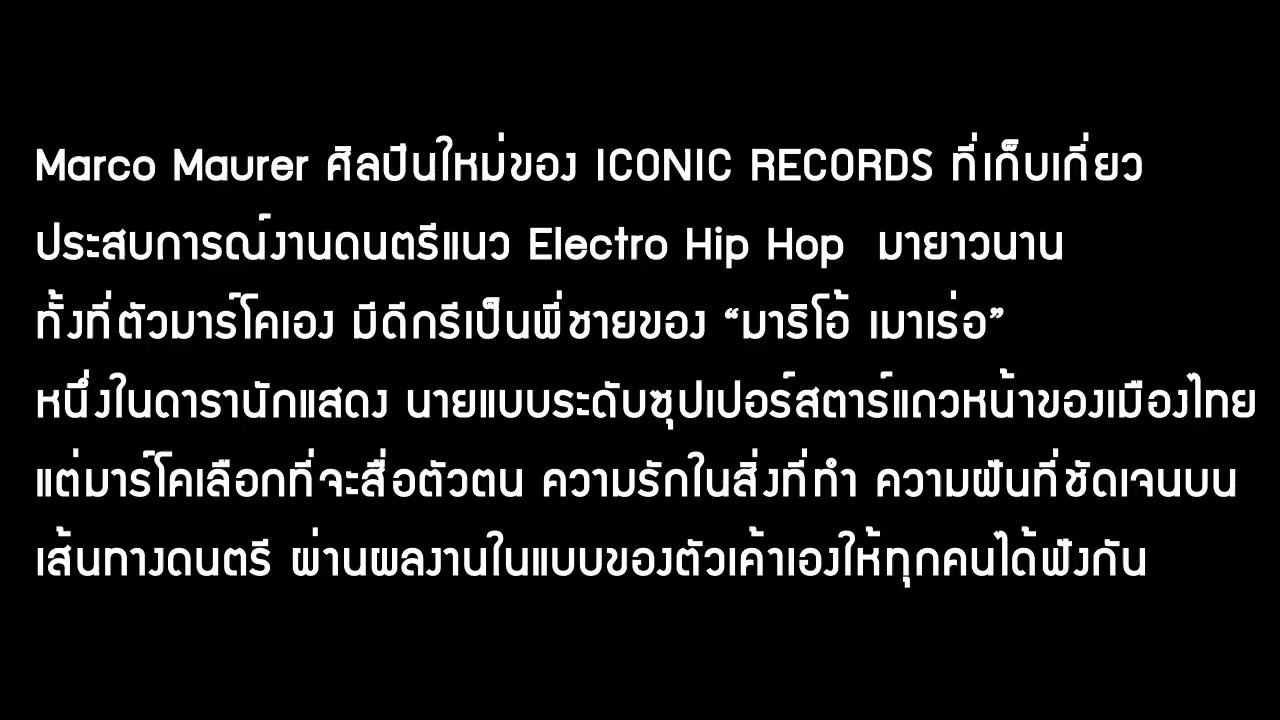 Marco Maurer ศิลปินใหม่ของ ICONIC RECORDS ที่เก็บเกี่ยว
ประสบการณ์งานดนตรีแนว Electro Hip Hop มายาวนาน
ทั้งที่ตัวมาร์โคเอง มีดีกรีเป็นพี่ชายของ “มาริโอ้ เมาเร่อ”
หนึ่งในดารานักแสดง นายแบบระดับซุปเปอร์สตาร์แถวหน้าของเมืองไทย
แต่มาร์โคเลือกที่จะสื่อตัวตน ความรักในสิ่งที่ทำ ความฝันที่ชัดเจนบน
เส้นทางดนตรี ผ่านผลงานในแบบของตัวเค้าเองให้ทุกคนได้ฟังกัน